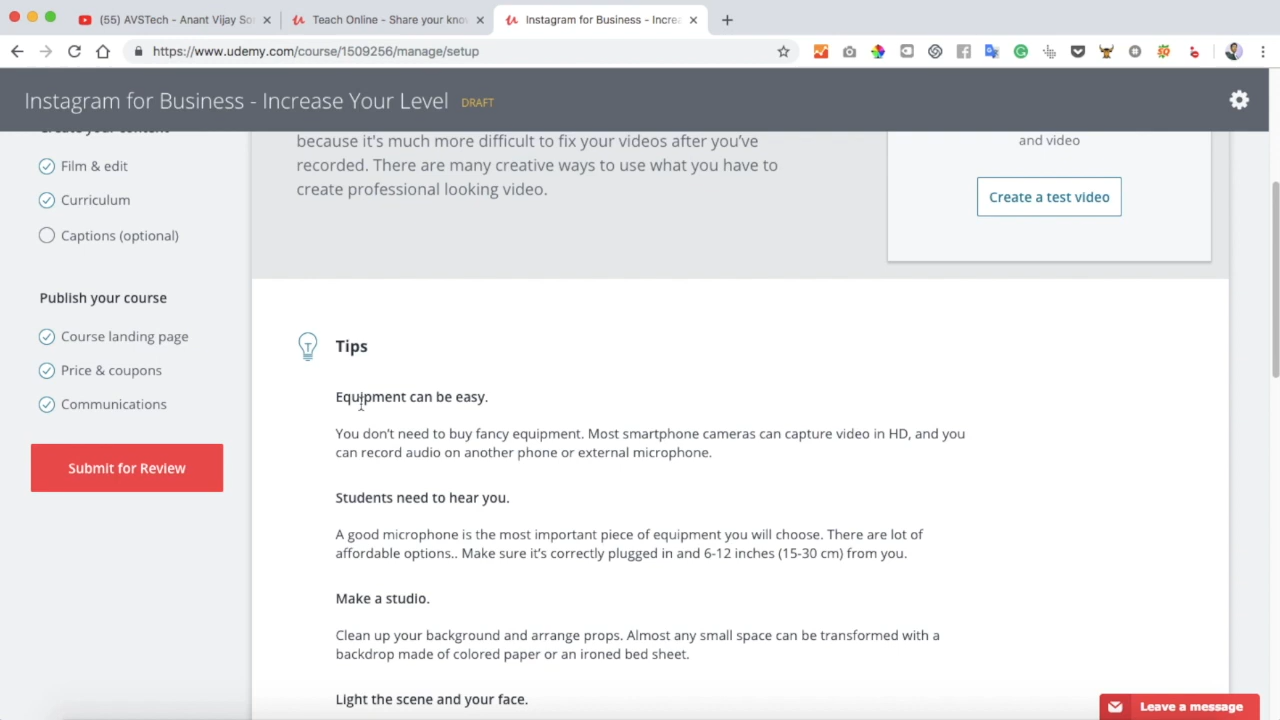 (55) AVSTech - Anant Vijay So
Teach Online - Share your kno
Instagram for Business - Incre
https://www.udemy.com/course/1509256/manage/setup
Instagram for Business - Increase Your Level DRAFT
Film & edit
Curriculum
Captions (optional)
Publish your course
Course landing page
Price & coupons
Communications
Submit for Review
because it's much more difficult to fix your videos after you've
recorded. There are many creative ways to use what you have to
create professional looking video.
and video
Create a test video
Tips
Equipment can be easy.
You don't need to buy fancy equipment. Most smartphone cameras can capture video in HD, and you
can record audio on another phone or external microphone.
Students need to hear you.
A good microphone is the most important piece of equipment you will choose. There are lot of
affordable options.. Make sure it's correctly plugged in and 6-12 inches (15-30 cm) from you.
Make a studio.
Clean up your background and arrange props. Almost any small space can be transformed with a
backdrop made of colored paper or an ironed bed sheet.
Light the scene and your face.
Leave a message